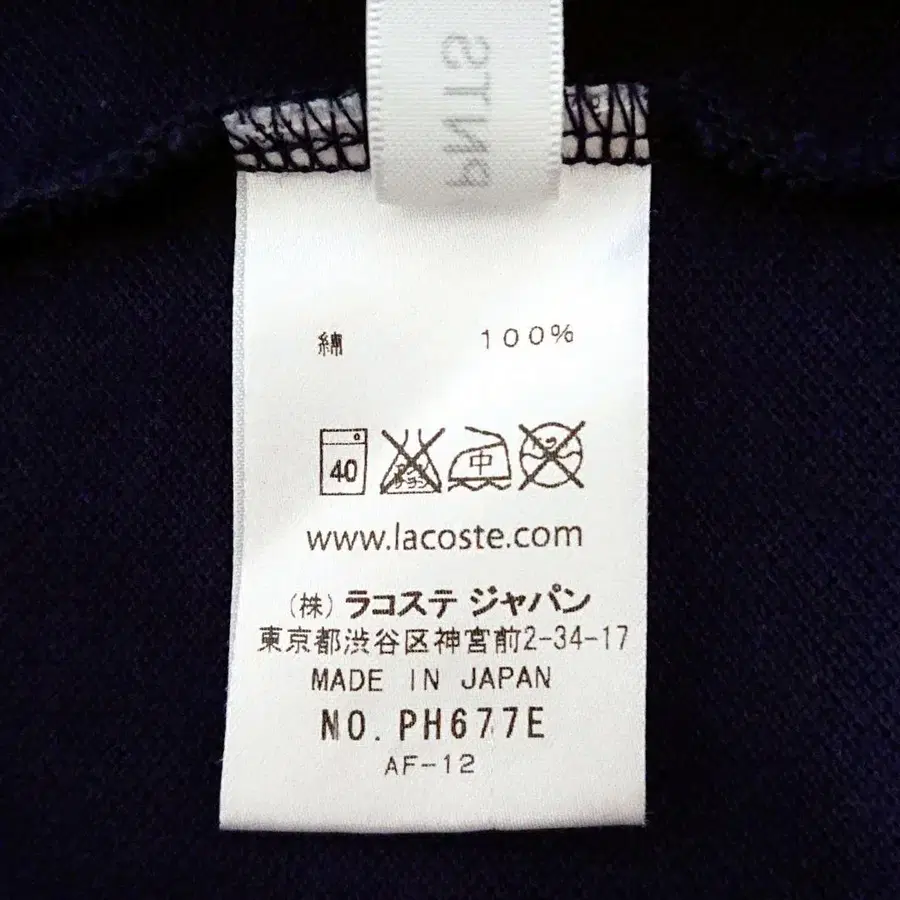 綿 100%
40 中
www.lacoste.com
(株) ラコステ ジャパン
東京都渋谷区神宮前2-34-17
MADE IN JAPAN
NO. PH677E
AF-12